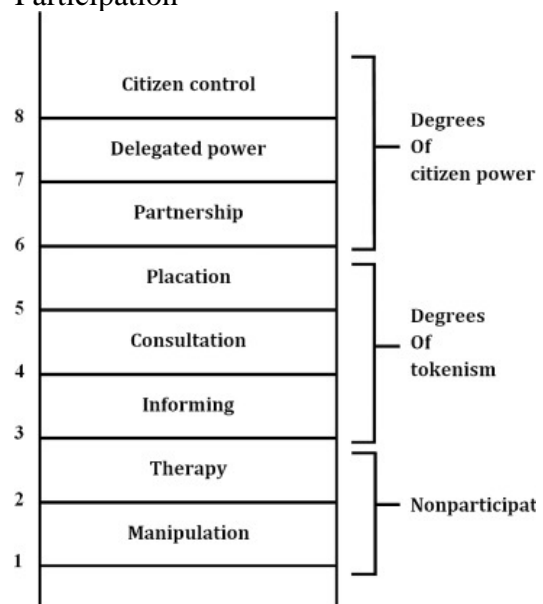 Participation
Citizen control
8
Delegated power
7
Partnership
6
Placation
5
Consultation
4
Informing
3
Therapy
2
Manipulation
1
Degrees
Of
citizen power
Degrees
Of
tokenism
Nonparticipat